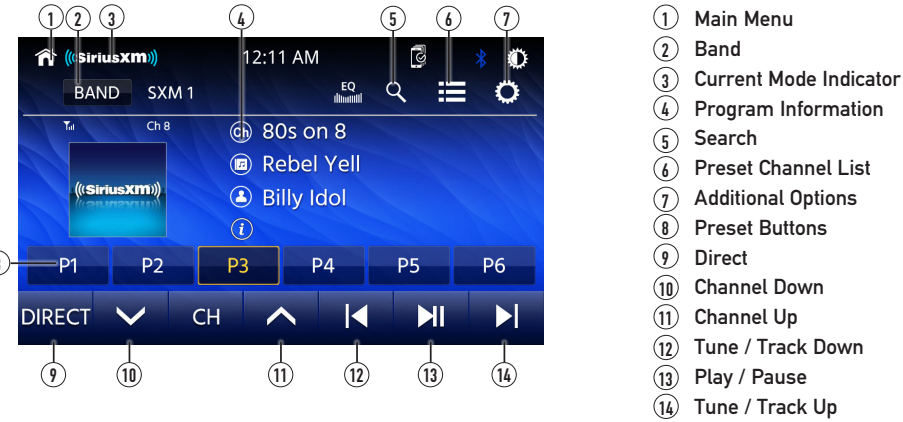 1 2 3 4 5 6 7
((SiriusXM)) 12:11 AM
BAND SXM 1 EQ
Ch 8 Ch 80s on 8
Rebel Yell
((SiriusXM)) Billy Idol
i
P1 P2 P3 P4 P5 P6
DIRECT CH
9 10 11 12 13 14
1 Main Menu
2 Band
3 Current Mode Indicator
4 Program Information
5 Search
6 Preset Channel List
7 Additional Options
8 Preset Buttons
9 Direct
10 Channel Down
11 Channel Up
12 Tune / Track Down
13 Play / Pause
14 Tune / Track Up